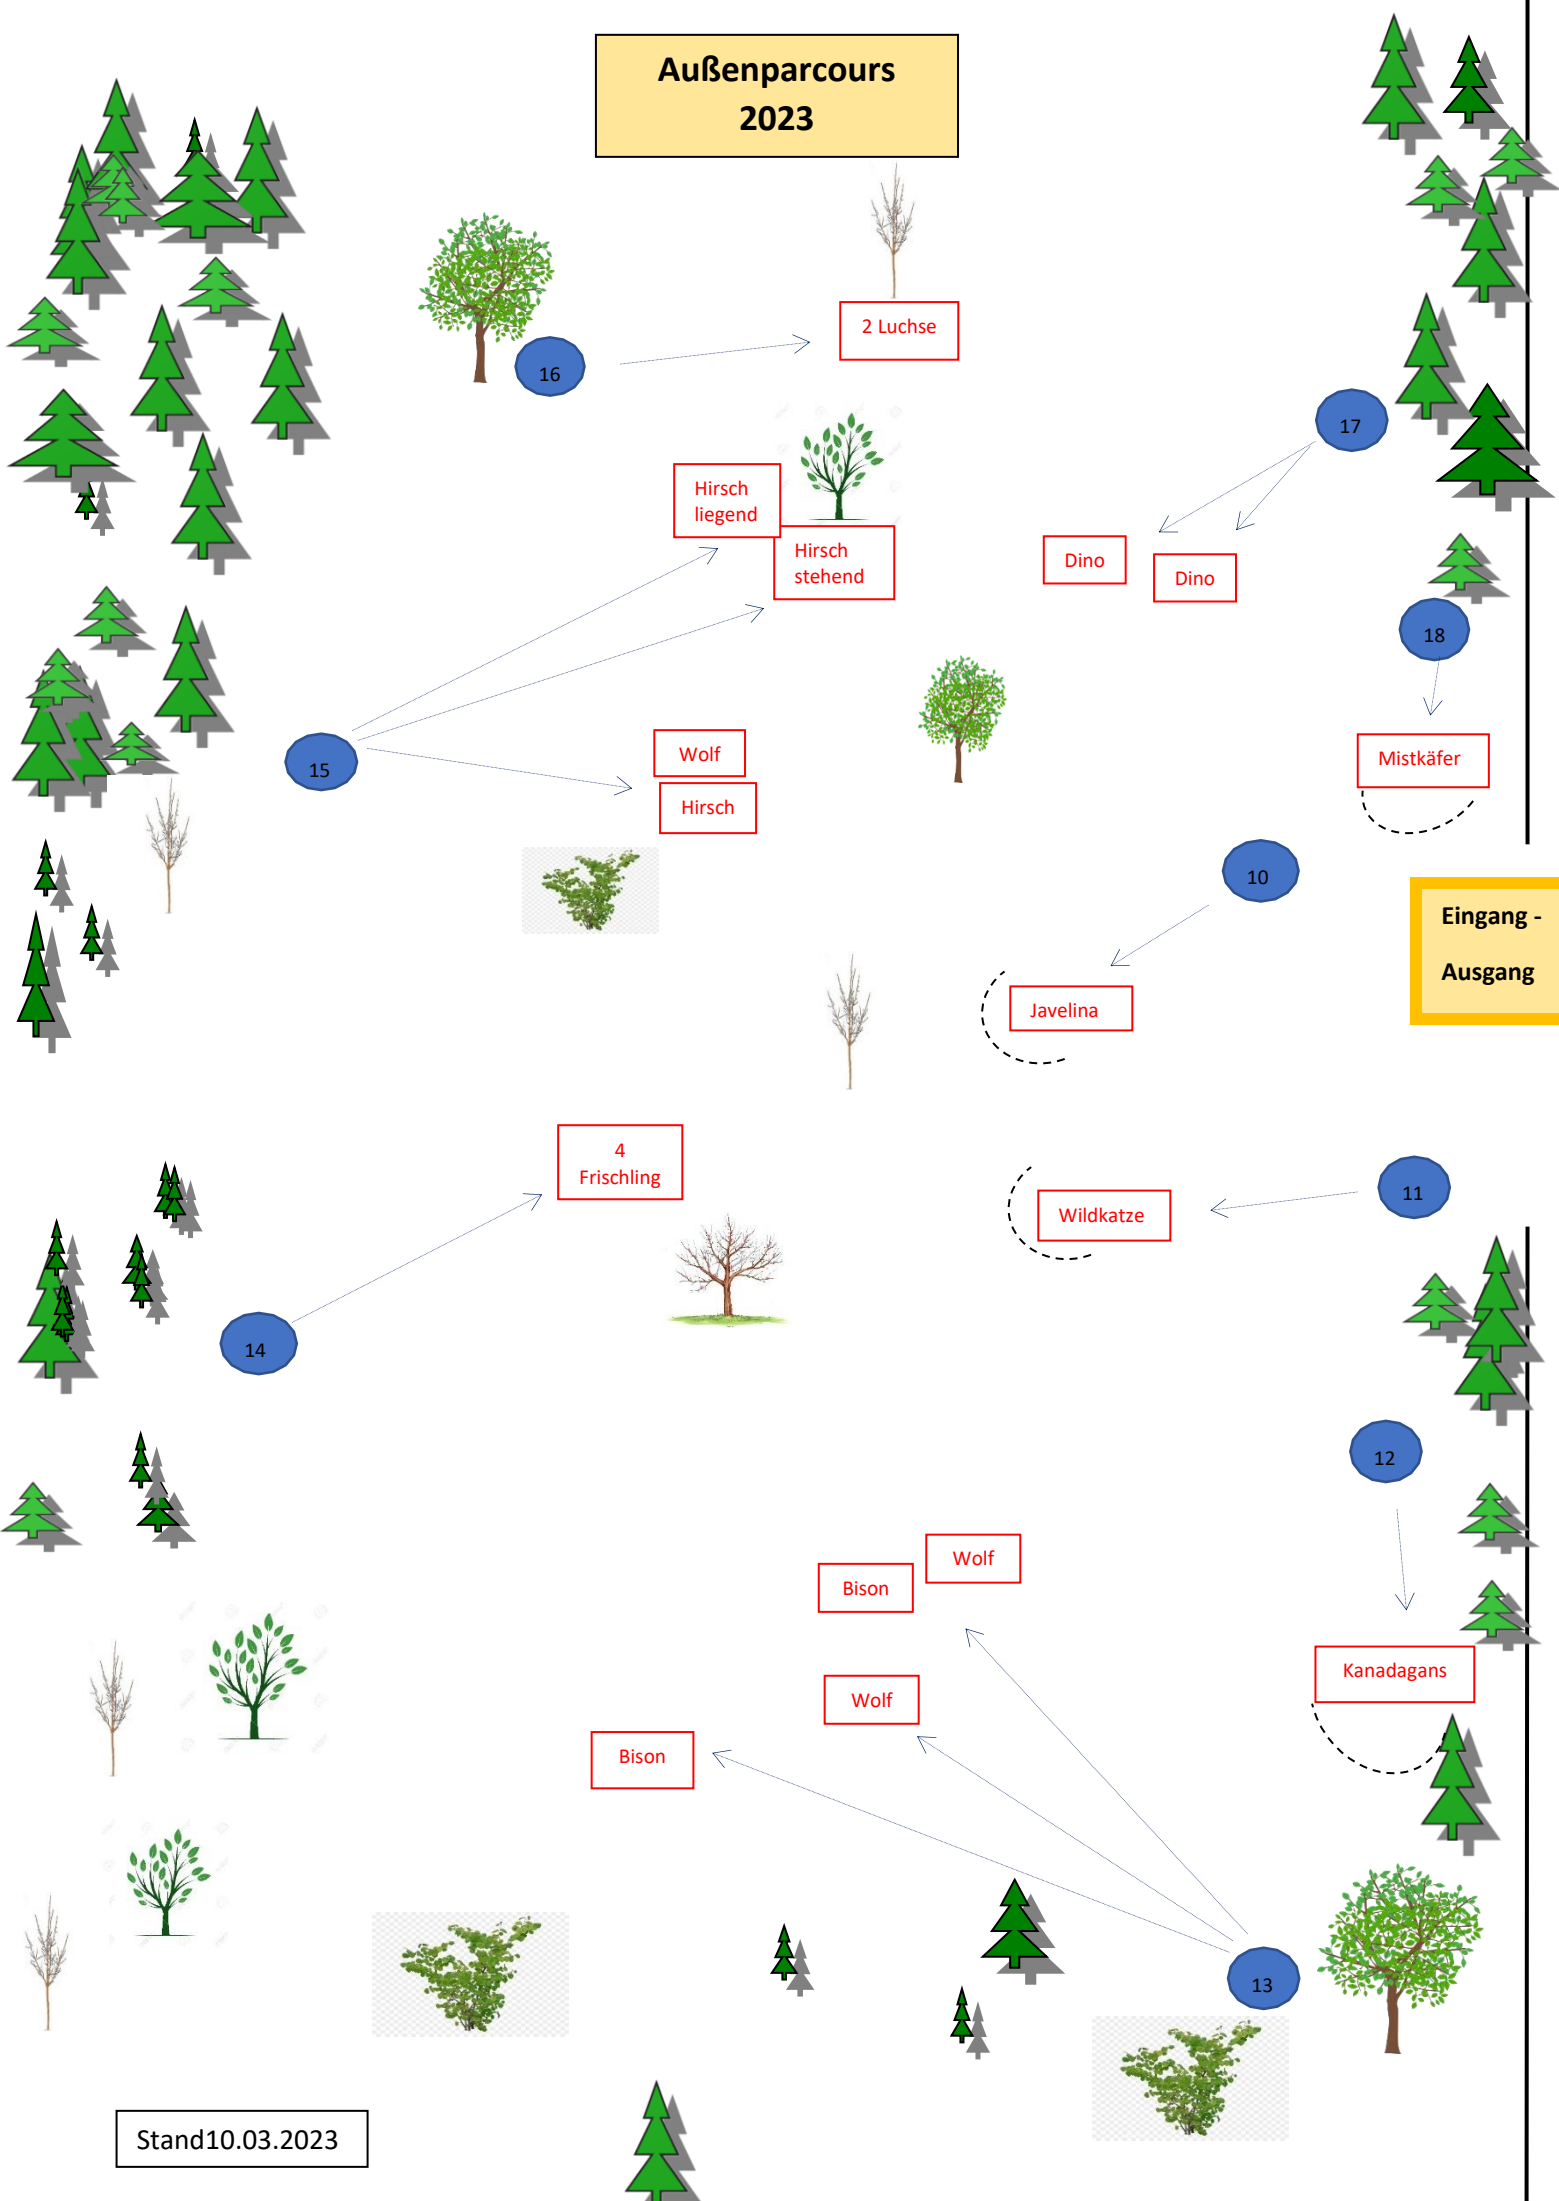 Außenparcours
2023
2 Luchse
16
17
Hirsch
liegend
Hirsch
stehend
Dino
Dino
18
Wolf
15
Mistkäfer
Hirsch
10
Eingang -
Ausgang
Javelina
4
Frischling
11
Wildkatze
14
12
Wolf
Bison
Kanadagans
Wolf
Bison
13
Stand10.03.2023